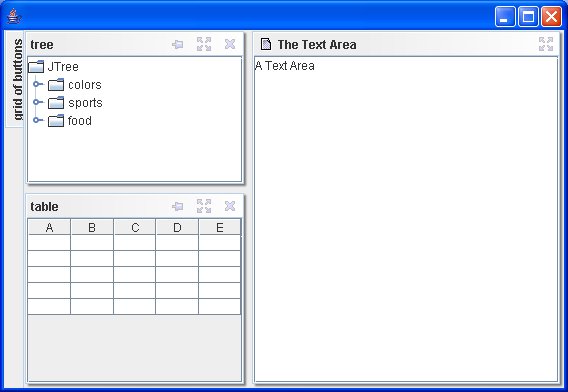 grid of buttons
tree
JTree
colors
sports
food
table
A B C D E
The Text Area
A Text Area